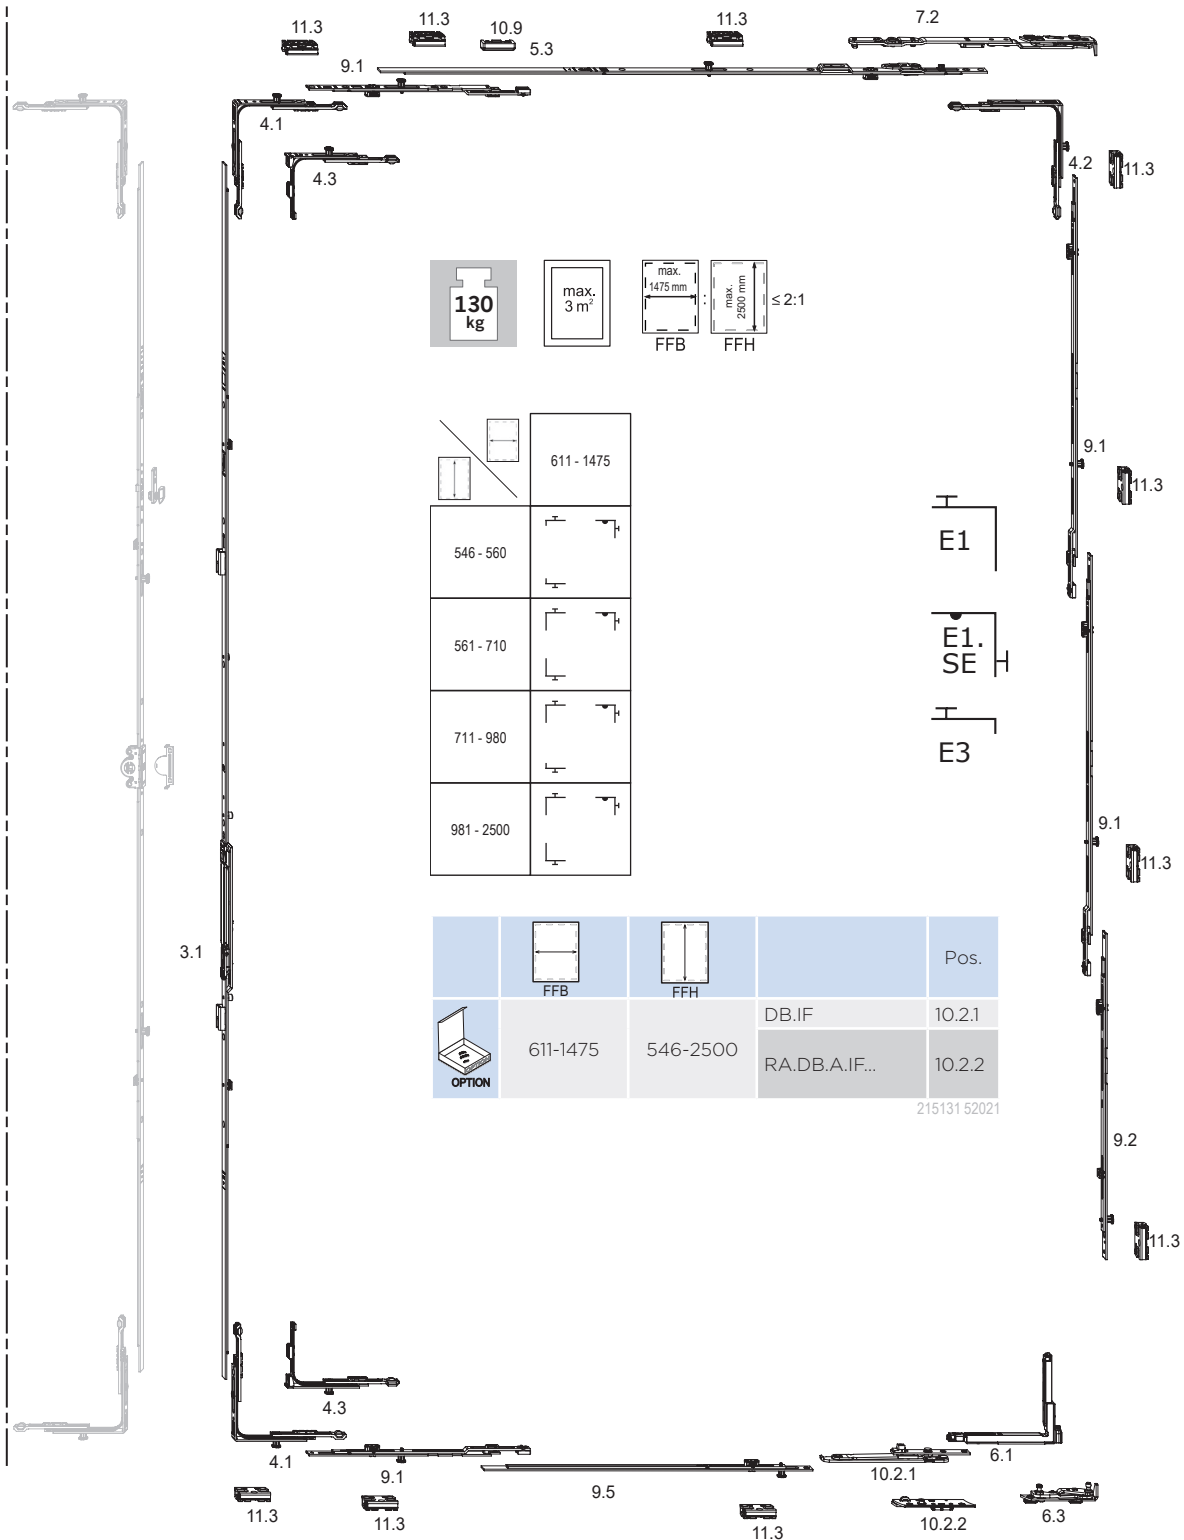 11.3
11.3
10.9
5.3
11.3
7.2
9.1
4.1
4.3
4.2
11.3
130
kg
max.
3 m²
max.
1475 mm
FFB
:
max.
2500 mm
FFH
≤ 2:1
611 - 1475
546 - 560
561 - 710
711 - 980
981 - 2500
E1
E1.
SE
E3
9.1
11.3
9.1
11.3
3.1
FFB
FFH
Pos.
OPTION
611-1475
546-2500
DB.IF
10.2.1
RA.DB.A.IF...
10.2.2
215131 52021
9.2
11.3
4.3
4.1
9.1
9.5
10.2.1
6.1
11.3
11.3
11.3
10.2.2
6.3